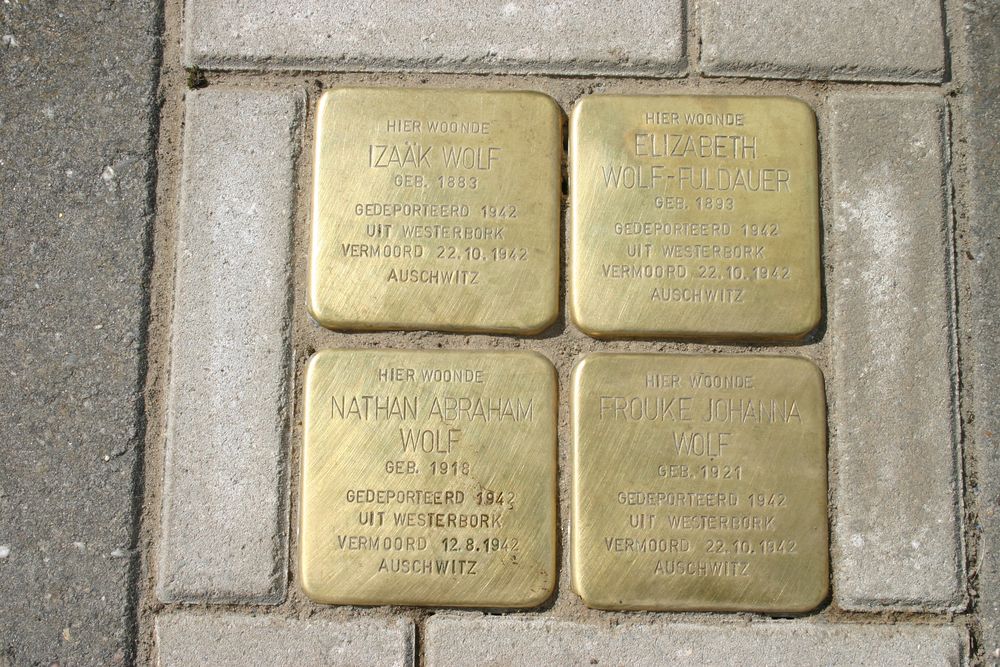 HIER WOONDE
IZAÄK WOLF
GEB. 1883
GEDEPORTEERD 1942
UIT WESTERBORK
VERMOORD 22.10.1942
AUSCHWITZ
HIER WOONDE
ELIZABETH
WOLF-FULDAUER
GEB. 1893
GEDEPORTEERD 1942
UIT WESTERBORK
VERMOORD 22.10.1942
AUSCHWITZ
HIER WOONDE
NATHAN ABRAHAM
WOLF
GEB. 1918
GEDEPORTEERD 1942
UIT WESTERBORK
VERMOORD 12.8.1942
AUSCHWITZ
HIER WOONDE
FROUKE JOHANNA
WOLF
GEB. 1921
GEDEPORTEERD 1942
UIT WESTERBORK
VERMOORD 22.10.1942
AUSCHWITZ